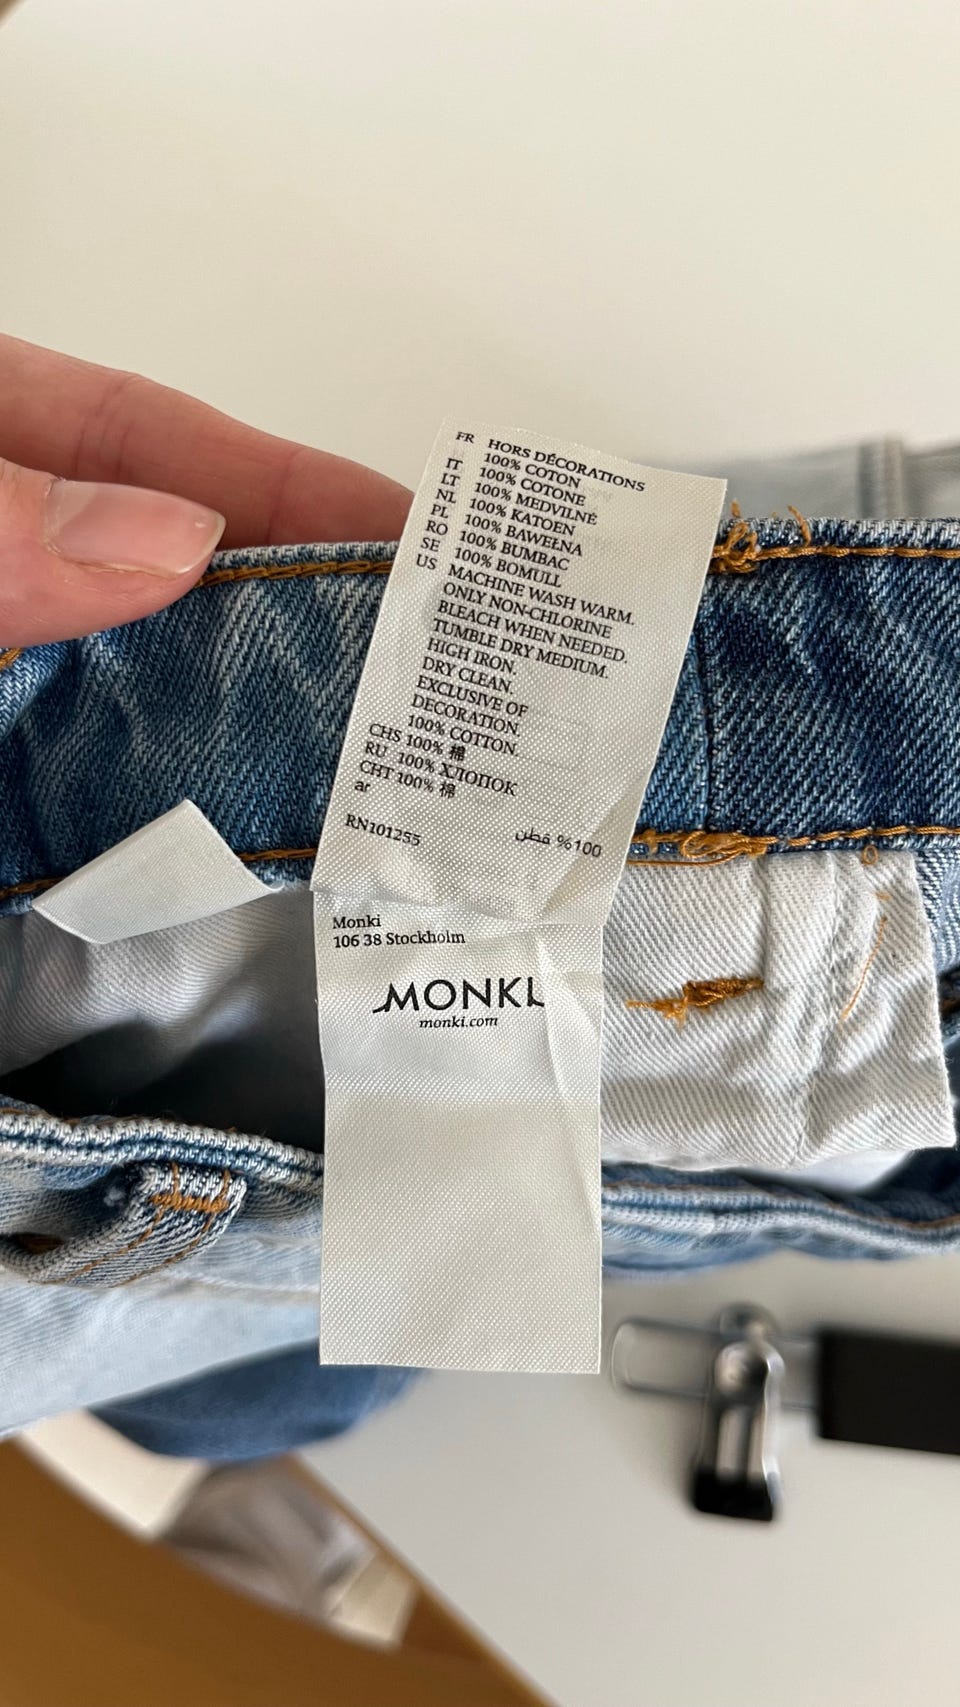 FR HORS DÉCORATIONS
100% COTON
IT 100% COTONE
LT 100% MEDVILNĖ
NL 100% KATOEN
PL 100% BAWEŁNA
RO 100% BUMBAC
SE 100% BOMULL
US MACHINE WASH WARM.
ONLY NON-CHLORINE
BLEACH WHEN NEEDED.
TUMBLE DRY MEDIUM.
HIGH IRON.
DRY CLEAN.
EXCLUSIVE OF
DECORATION.
100% COTTON.
CHS 100% 棉
RU 100% ХЛОПОК
CHT 100% 棉
ar
100% قطن
RN101255
Monki
106 38 Stockholm
MONKI
monki.com